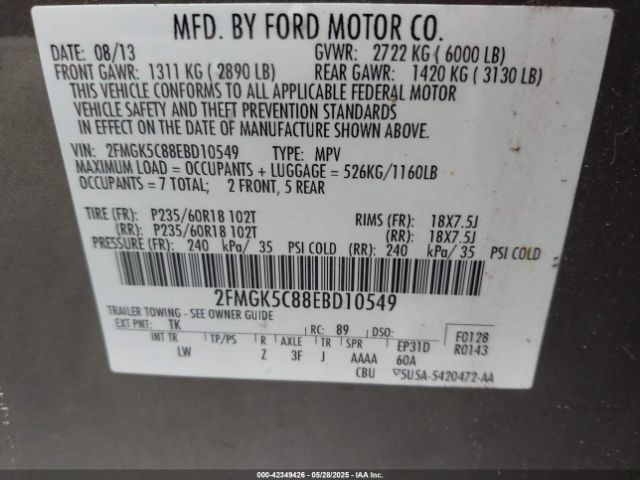 MFD. BY FORD MOTOR CO.
DATE: 08/13 GVWR: 2722 KG ( 6000 LB)
FRONT GAWR: 1311 KG ( 2890 LB) REAR GAWR: 1420 KG ( 3130 LB)
THIS VEHICLE CONFORMS TO ALL APPLICABLE FEDERAL MOTOR
VEHICLE SAFETY AND THEFT PREVENTION STANDARDS
IN EFFECT ON THE DATE OF MANUFACTURE SHOWN ABOVE.
VIN: 2FMGK5C88EBD10549 TYPE: MPV
MAXIMUM LOAD = OCCUPANTS + LUGGAGE = 526KG/1160LB
OCCUPANTS = 7 TOTAL; 2 FRONT, 5 REAR
TIRE (FR): P235/60R18 102T RIMS (FR): 18X7.5J
(RR): P235/60R18 102T (RR): 18X7.5J
PRESSURE (FR): 240 kPa/ 35 PSI COLD (RR): 240 kPa/ 35 PSI COLD
2FMGK5C88EBD10549
TRAILER TOWING - SEE OWNER GUIDE
EXT PNT: TK RC: 89 DSO: F0128
INT TR TP/PS R AXLE TR SPR EP31D R0143
LW Z 3F J AAAA 60A
CBU ▽5USA-5420472-AA
000-42349426 - 05/28/2025 - IAAI.COM